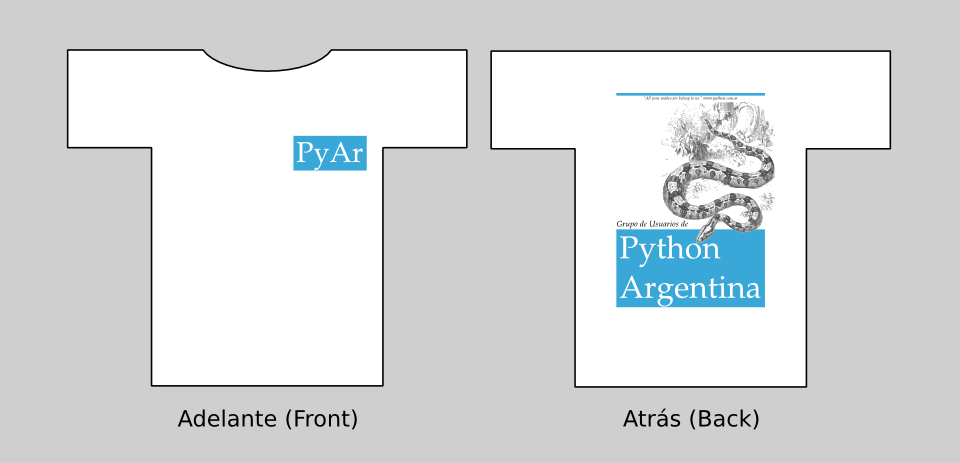 PyAr
"All your snakes are belong to us" www.python.com.ar
Grupo de Usuarios de
Python
Argentina
Adelante (Front)
Atrás (Back)